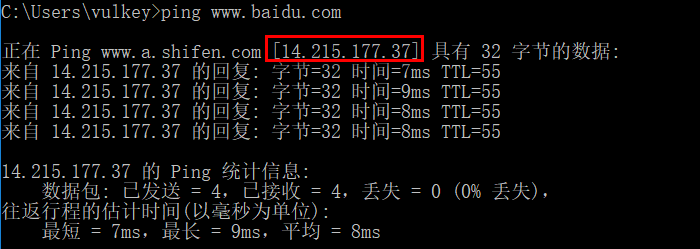 C:\Users\vulkey>ping www.baidu.com
正在 Ping www.a.shifen.com [14.215.177.37] 具有 32 字节的数据:
来自 14.215.177.37 的回复: 字节=32 时间=7ms TTL=55
来自 14.215.177.37 的回复: 字节=32 时间=9ms TTL=55
来自 14.215.177.37 的回复: 字节=32 时间=8ms TTL=55
来自 14.215.177.37 的回复: 字节=32 时间=8ms TTL=55
14.215.177.37 的 Ping 统计信息:
数据包: 已发送 = 4，已接收 = 4，丢失 = 0 (0% 丢失)，
往返行程的估计时间(以毫秒为单位):
最短 = 7ms，最长 = 9ms，平均 = 8ms